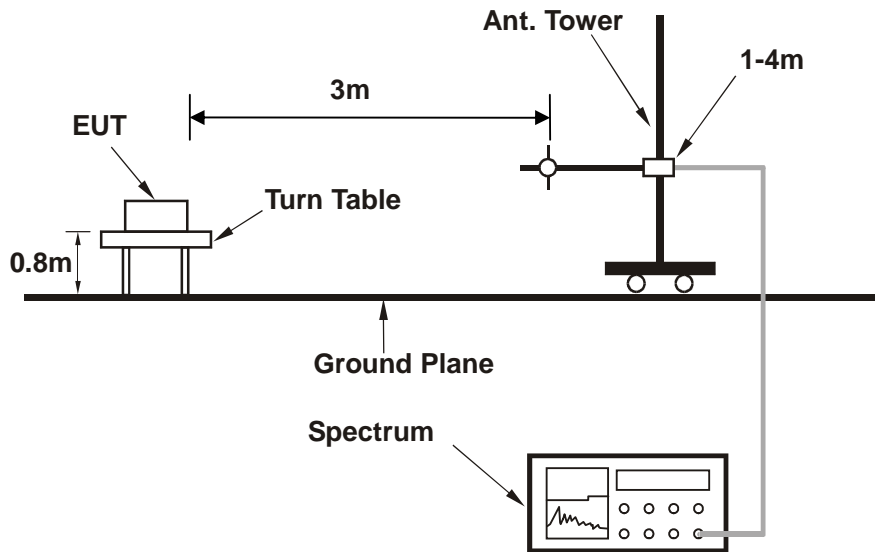 Ant. Tower
1-4m
3m
EUT
Turn Table
0.8m
Ground Plane
Spectrum